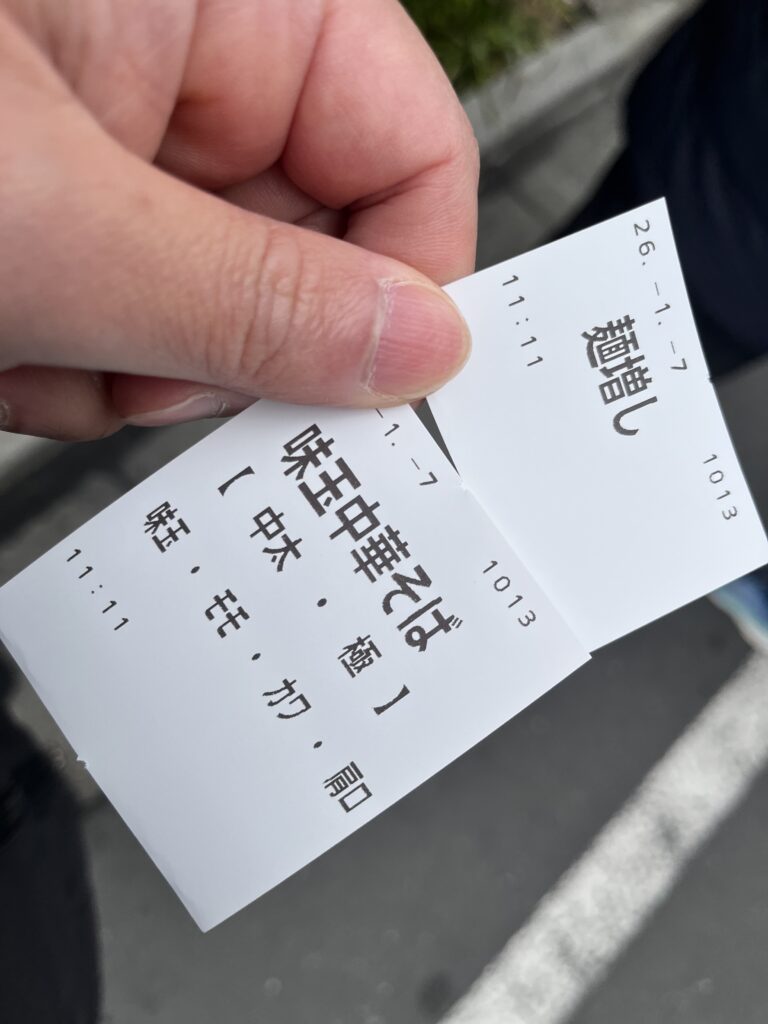 26.-1.-7
麺増し
1013
11:11
-1.-7
味玉中華そば
1013
【中太・極】
味玉・モモ・カワ・肩ロ
11:11